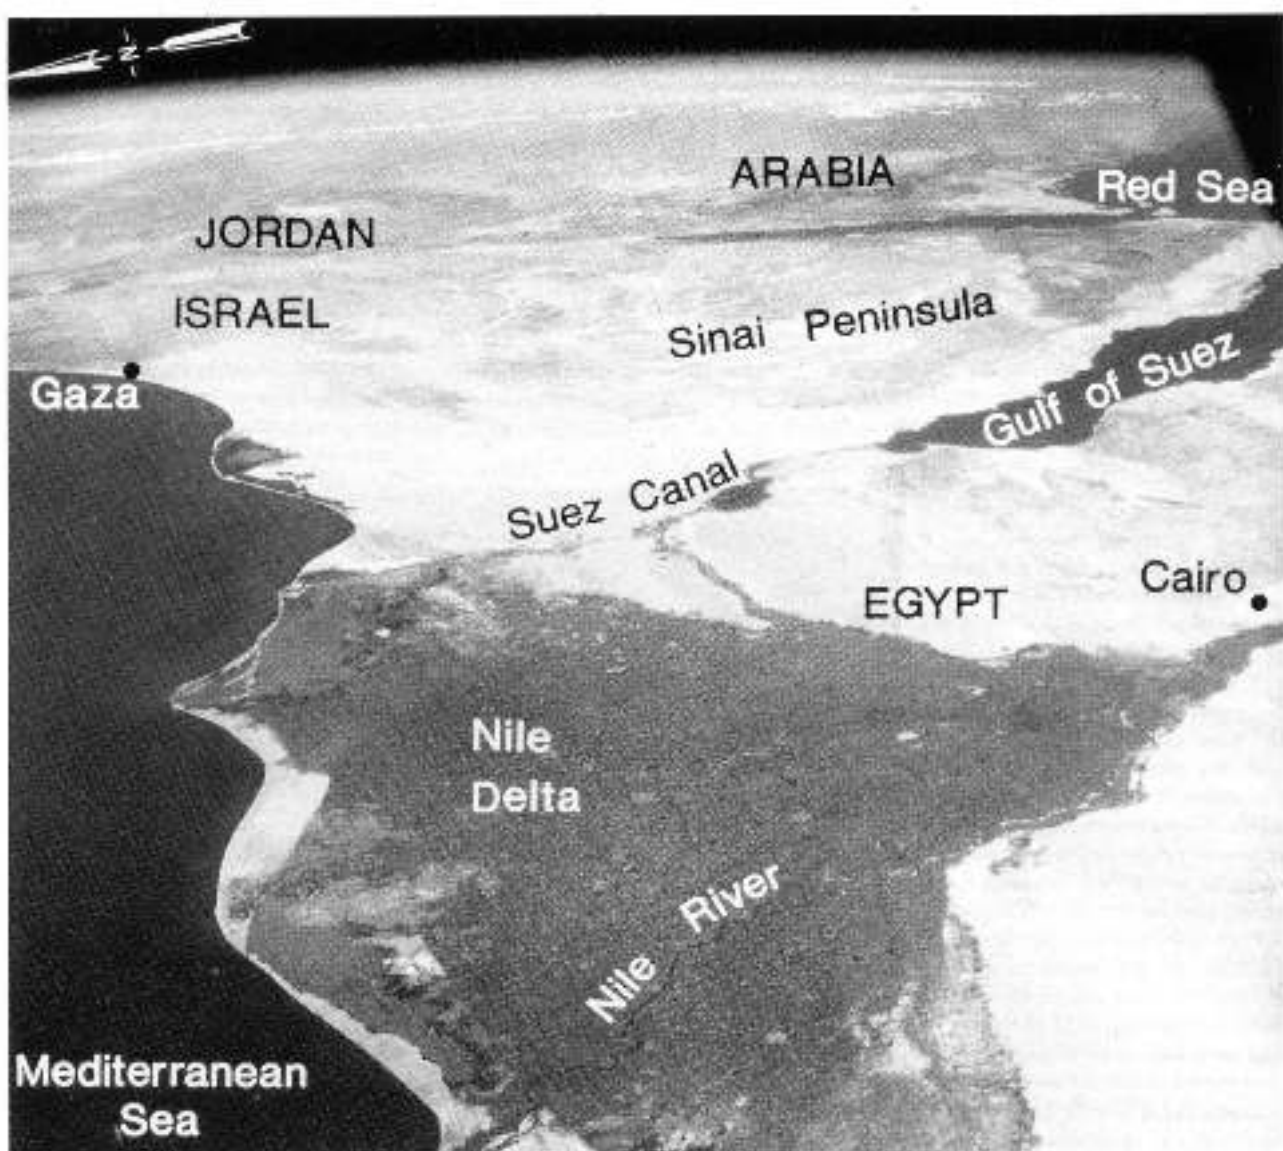 N
ARABIA
Red Sea
JORDAN
ISRAEL
Sinai Peninsula
Gaza
Gulf of Suez
Suez Canal
Cairo
EGYPT
Nile
Delta
Nile River
Mediterranean
Sea